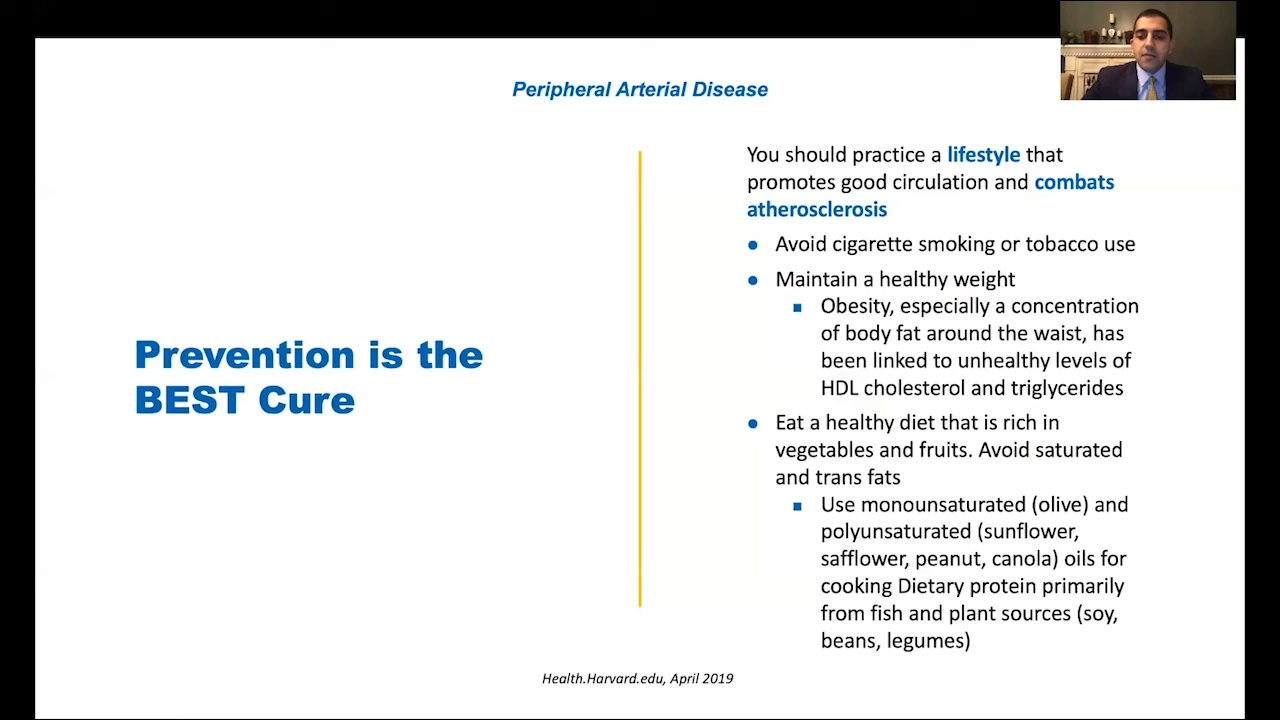 Peripheral Arterial Disease
Prevention is the
BEST Cure
You should practice a lifestyle that
promotes good circulation and combats
atherosclerosis
● Avoid cigarette smoking or tobacco use
● Maintain a healthy weight
■ Obesity, especially a concentration
of body fat around the waist, has
been linked to unhealthy levels of
HDL cholesterol and triglycerides
● Eat a healthy diet that is rich in
vegetables and fruits. Avoid saturated
and trans fats
■ Use monounsaturated (olive) and
polyunsaturated (sunflower,
safflower, peanut, canola) oils for
cooking Dietary protein primarily
from fish and plant sources (soy,
beans, legumes)
Health.Harvard.edu, April 2019